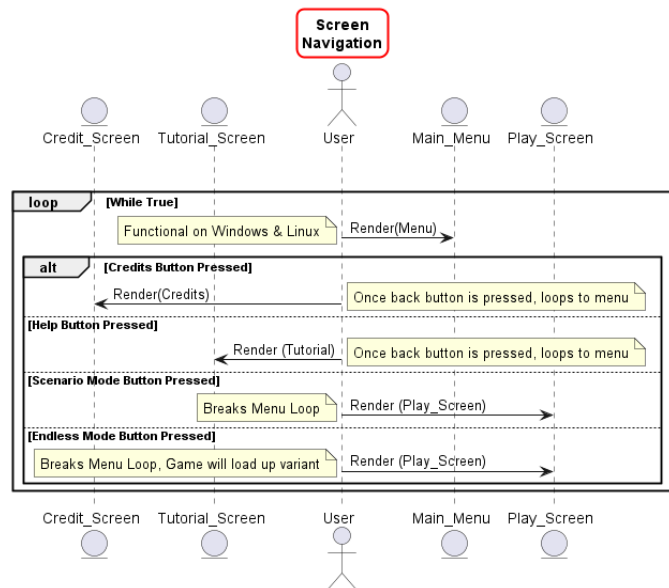 Screen
Navigation
Credit_Screen Tutorial_Screen User Main_Menu Play_Screen
loop [While True]
Functional on Windows & Linux Render(Menu)
alt [Credits Button Pressed]
Render(Credits) Once back button is pressed, loops to menu
[Help Button Pressed]
Render (Tutorial) Once back button is pressed, loops to menu
[Scenario Mode Button Pressed]
Breaks Menu Loop Render (Play_Screen)
[Endless Mode Button Pressed]
Breaks Menu Loop, Game will load up variant Render (Play_Screen)
Credit_Screen Tutorial_Screen User Main_Menu Play_Screen